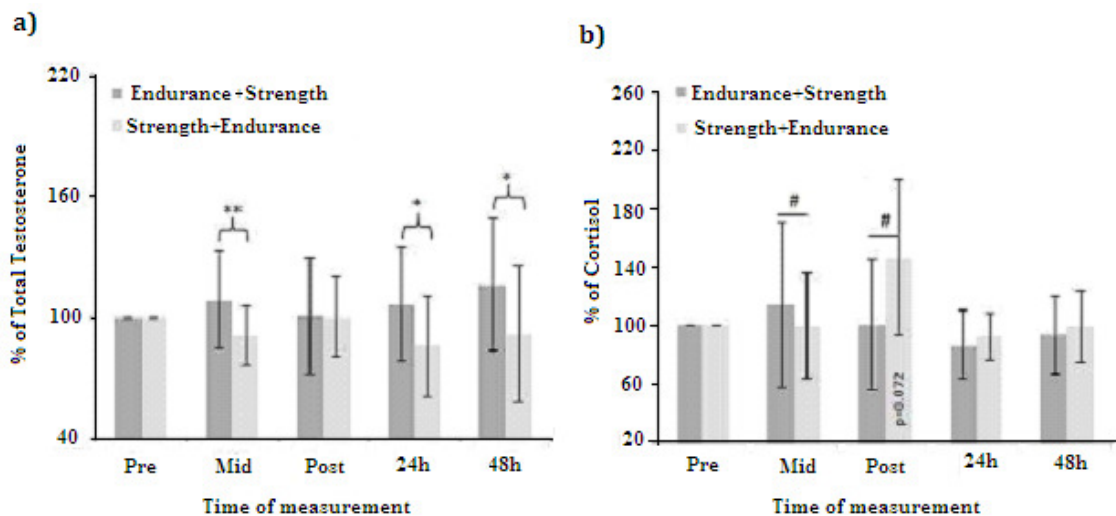 a)
220
160
100
40
% of Total Testosterone
Endurance+Strength
Strength+Endurance
**
*
*
Pre Mid Post 24h 48h
Time of measurement
b)
260
220
180
140
100
60
20
% of Cortisol
Endurance+Strength
Strength+Endurance
#
#
p=0.072
Pre Mid Post 24h 48h
Time of measurement